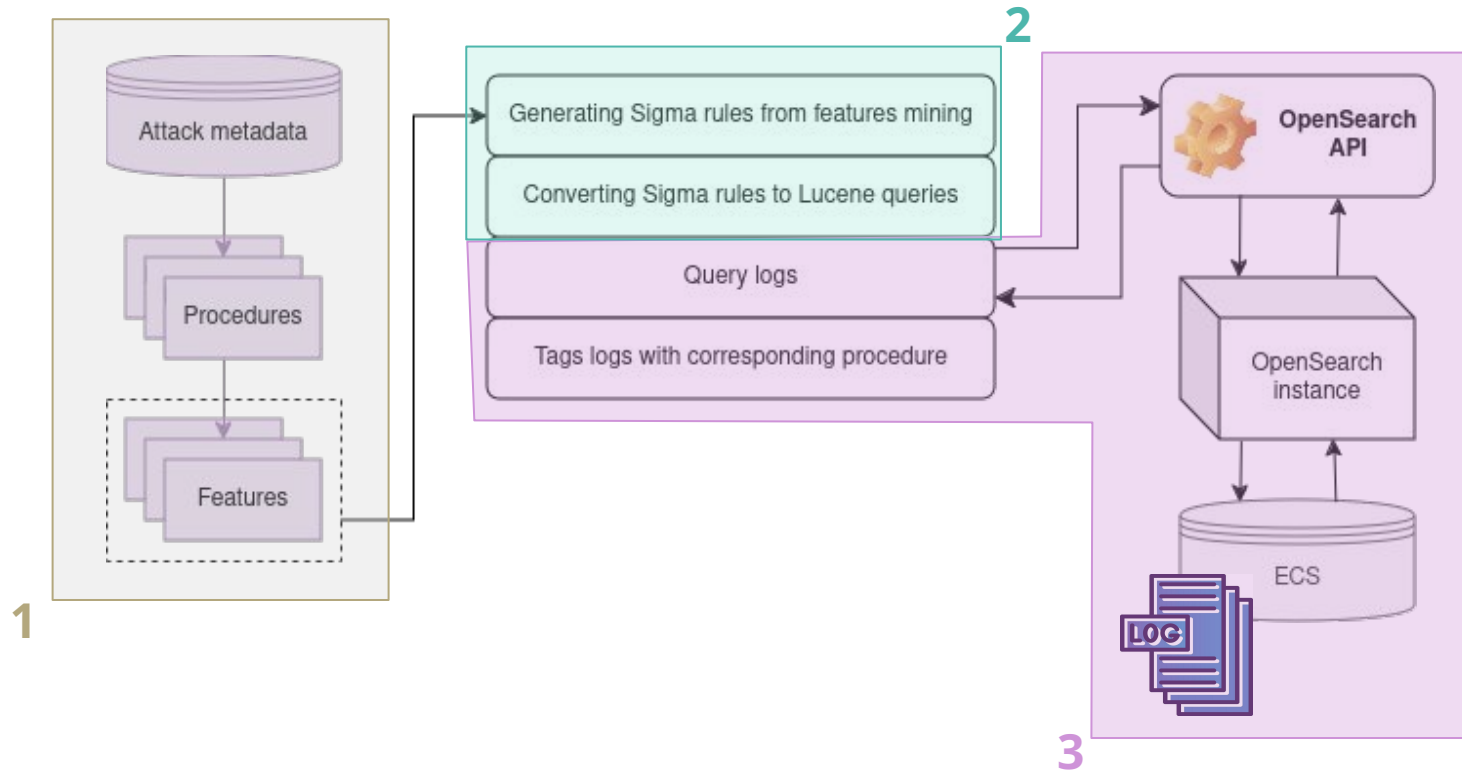 2
Attack metadata
Generating Sigma rules from features mining
OpenSearch
API
Converting Sigma rules to Lucene queries
Query logs
Procedures
Tags logs with corresponding procedure
OpenSearch
instance
Features
ECS
1
LOG
3